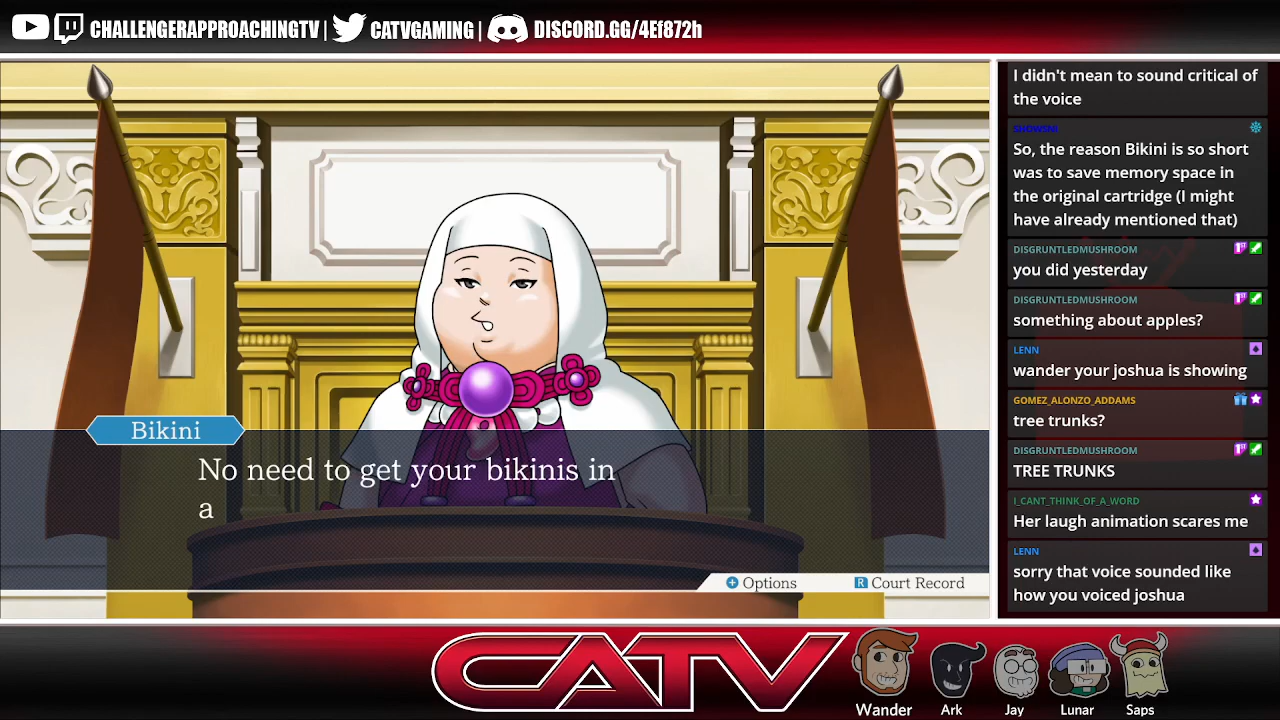 CHALLENGERAPPROACHINGTV | CATVGAMING | DISCORD.GG/4Ef872h
I didn't mean to sound critical of
the voice
SHOWSNI
So, the reason Bikini is so short
was to save memory space in
the original cartridge (I might
have already mentioned that)
DISGRUNTLEDMUSHROOM
you did yesterday
DISGRUNTLEDMUSHROOM
something about apples?
LENN
wander your joshua is showing
GOMEZ_ALONZO_ADDAMS
tree trunks?
DISGRUNTLEDMUSHROOM
TREE TRUNKS
I_CANT_THINK_OF_A_WORD
Her laugh animation scares me
LENN
sorry that voice sounded like
how you voiced joshua
Bikini
No need to get your bikinis in
a
+ Options R Court Record
CATV
Wander Ark Jay Lunar Saps